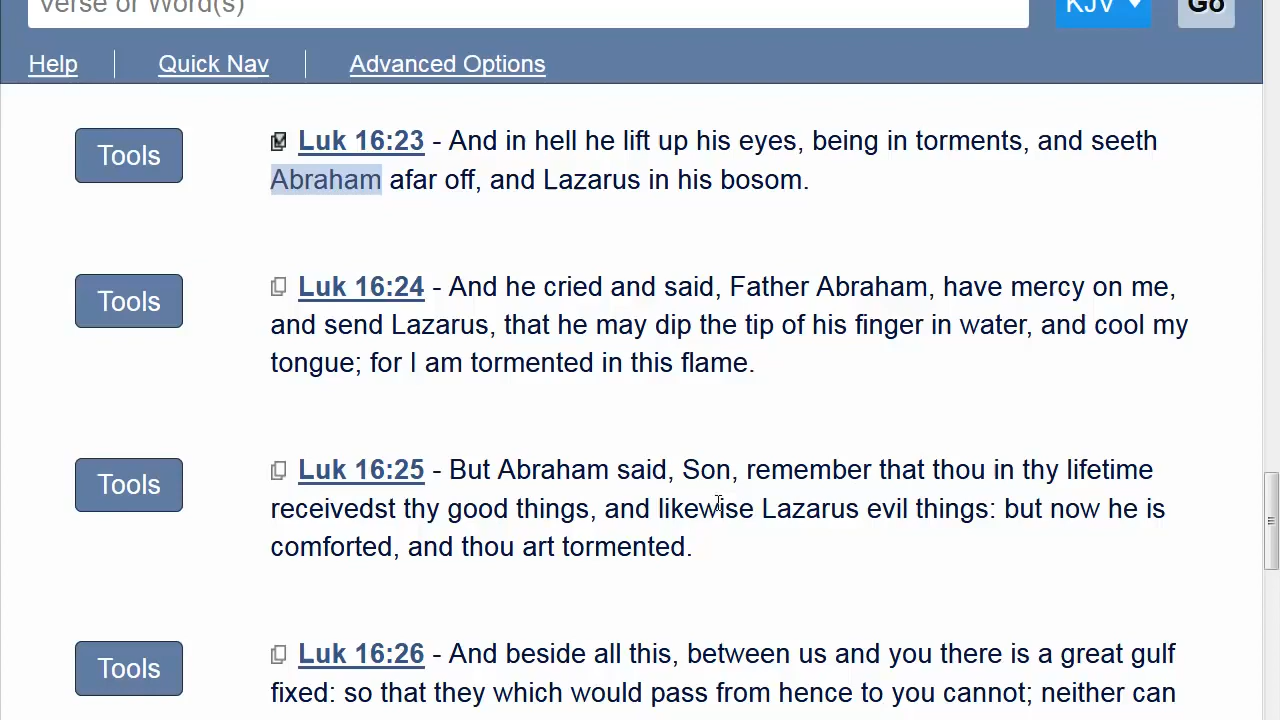 Verse or Word(s)
KJV
Go
Help
Quick Nav
Advanced Options
Tools
Luk 16:23 - And in hell he lift up his eyes, being in torments, and seeth
Abraham afar off, and Lazarus in his bosom.
Tools
Luk 16:24 - And he cried and said, Father Abraham, have mercy on me,
and send Lazarus, that he may dip the tip of his finger in water, and cool my
tongue; for I am tormented in this flame.
Tools
Luk 16:25 - But Abraham said, Son, remember that thou in thy lifetime
receivedst thy good things, and likewise Lazarus evil things: but now he is
comforted, and thou art tormented.
Tools
Luk 16:26 - And beside all this, between us and you there is a great gulf
fixed: so that they which would pass from hence to you cannot; neither can